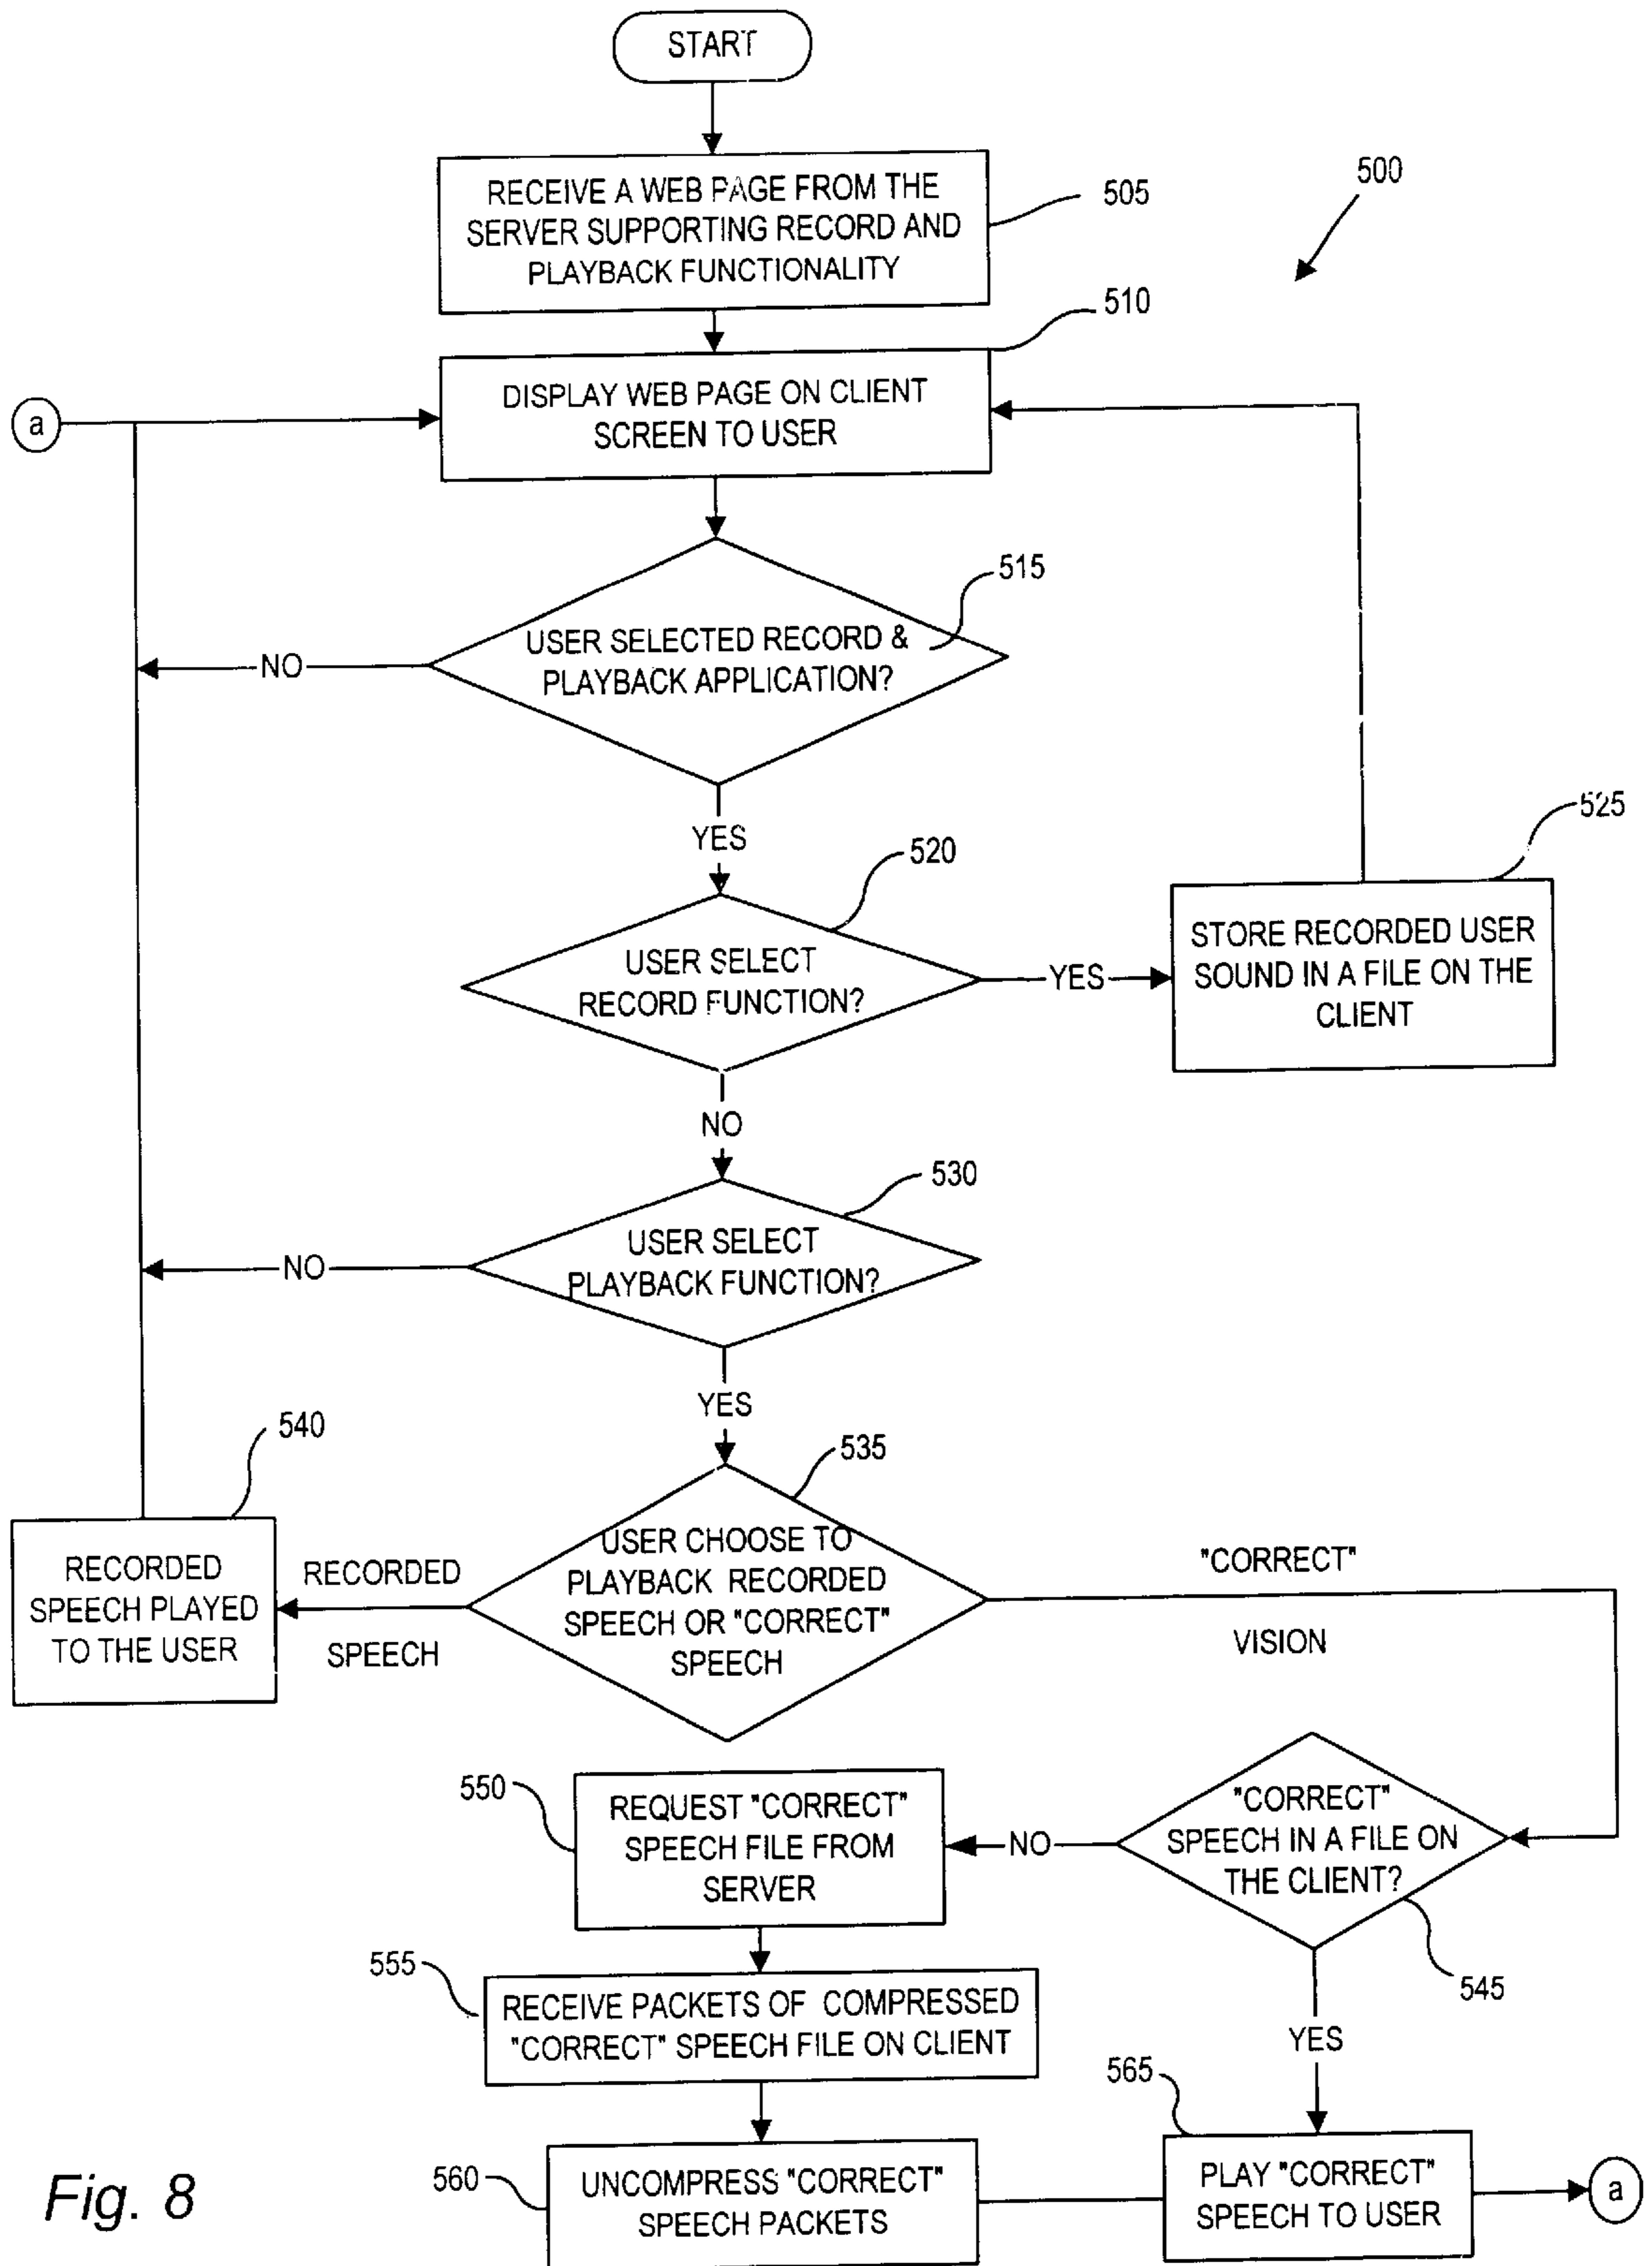 START
RECEIVE A WEB PAGE FROM THE
SERVER SUPPORTING RECORD AND
PLAYBACK FUNCTIONALITY
505
500
510
DISPLAY WEB PAGE ON CLIENT
SCREEN TO USER
a
515
USER SELECTED RECORD &
PLAYBACK APPLICATION?
NO
YES
520
525
USER SELECT
RECORD FUNCTION?
YES
STORE RECORDED USER
SOUND IN A FILE ON THE
CLIENT
NO
530
USER SELECT
PLAYBACK FUNCTION?
NO
YES
540
535
RECORDED
SPEECH PLAYED
TO THE USER
RECORDED
SPEECH
USER CHOOSE TO
PLAYBACK RECORDED
SPEECH OR "CORRECT"
SPEECH
"CORRECT"
VISION
550
REQUEST "CORRECT"
SPEECH FILE FROM
SERVER
NO
"CORRECT"
SPEECH IN A FILE ON
THE CLIENT?
545
555
RECEIVE PACKETS OF COMPRESSED
"CORRECT" SPEECH FILE ON CLIENT
YES
565
560
UNCOMPRESS "CORRECT"
SPEECH PACKETS
PLAY "CORRECT"
SPEECH TO USER
a
Fig. 8